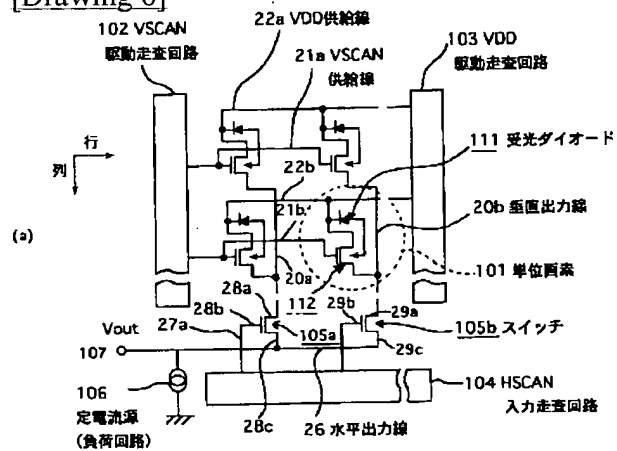 [Drawing 6]
102 VSCAN
駆動走査回路
22a VDD供給線
21a VSCAN
供給線
103 VDD
駆動走査回路
行
列
111 受光ダイオード
22b
21b
20b 垂直出力線
(a)
20a
101 単位画素
28a
112
29b
29a
28b
27a
105a
105b スイッチ
Vout
107
29c
106
定電流源
(負荷回路)
28c
26 水平出力線
104 HSCAN
入力走査回路